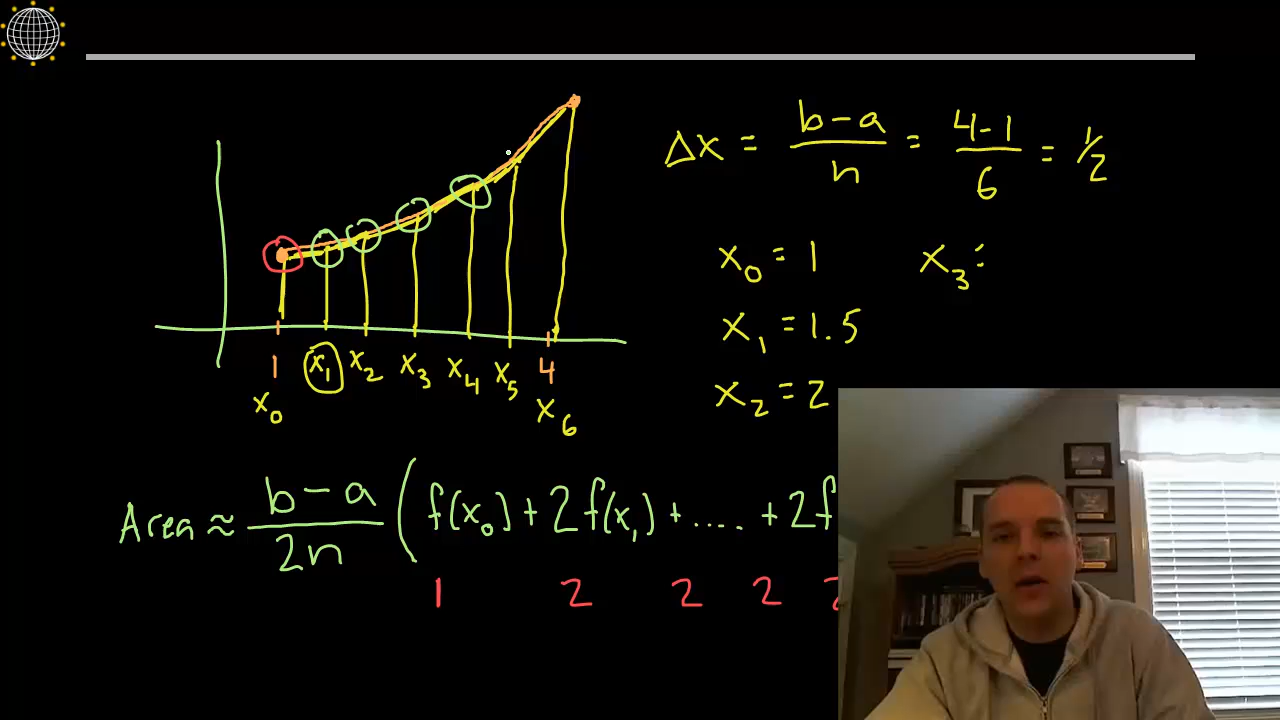 Δx = b-a/n = 4-1/6 = 1/2
x₀ = 1 x₃ =
x₁ = 1.5
x₂ = 2
1 x₁ x₂ x₃ x₄ x₅ 4
x₀ x₆
Area ≈ b-a/2n ( f(x₀) + 2f(x₁) + .... + 2f
1 2 2 2 2